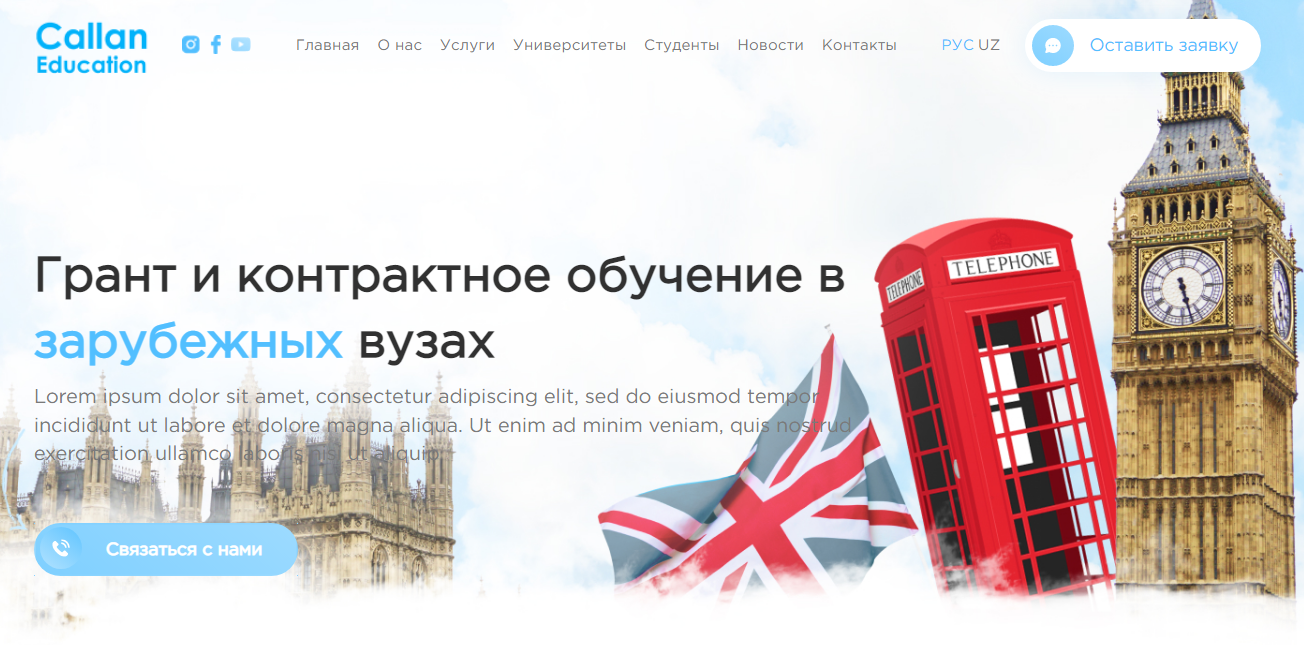 Callan
Education
Главная О нас Услуги Университеты Студенты Новости Контакты
РУС UZ
Оставить заявку
TELEPHONE
TELEPHONE
Грант и контрактное обучение в
зарубежных вузах
Lorem ipsum dolor sit amet, consectetur adipiscing elit, sed do eiusmod tempor
incididunt ut labore et dolore magna aliqua. Ut enim ad minim veniam, quis nostrud
exercitation ullamco laboris nisi ut aliquip
Связаться с нами